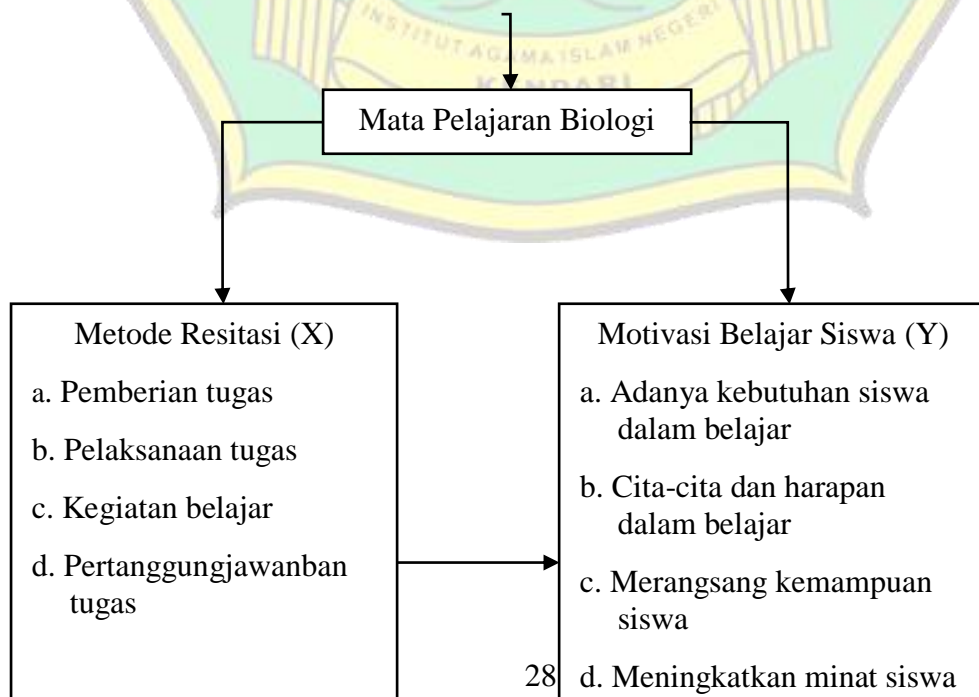 INSTITUT AGAMA ISLAM NEGERI
KENDARI
Mata Pelajaran Biologi
Metode Resitasi (X)
a. Pemberian tugas
b. Pelaksanaan tugas
c. Kegiatan belajar
d. Pertanggungjawanban
tugas
Motivasi Belajar Siswa (Y)
a. Adanya kebutuhan siswa
dalam belajar
b. Cita-cita dan harapan
dalam belajar
c. Merangsang kemampuan
siswa
d. Meningkatkan minat siswa
28